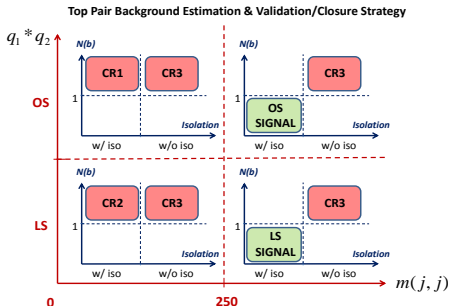 Top Pair Background Estimation & Validation/Closure Strategy
q₁ * q₂
N(b)
CR1
CR3
1
Isolation
w/ iso
w/o iso
N(b)
CR3
1
OS
SIGNAL
Isolation
w/ iso
w/o iso
OS
N(b)
CR2
CR3
1
Isolation
w/ iso
w/o iso
N(b)
CR3
1
LS
SIGNAL
Isolation
w/ iso
w/o iso
LS
m(j, j)
0
250